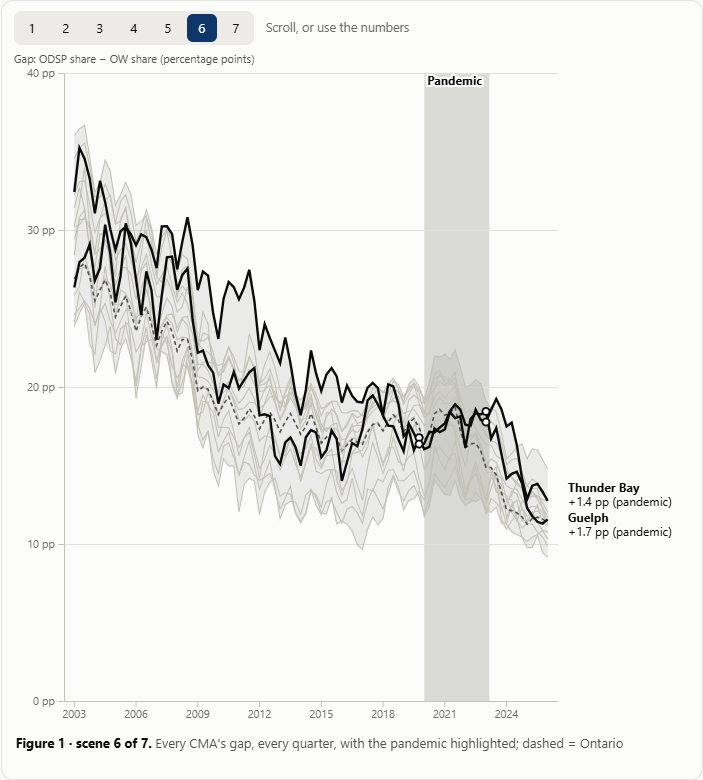 1 2 3 4 5 6 7 Scroll, or use the numbers
Gap: ODSP share − OW share (percentage points)
40 pp
Pandemic
30 pp
20 pp
Thunder Bay
+1.4 pp (pandemic)
Guelph
+1.7 pp (pandemic)
10 pp
0 pp
2003 2006 2009 2012 2015 2018 2021 2024
Figure 1 · scene 6 of 7. Every CMA's gap, every quarter, with the pandemic highlighted; dashed = Ontario